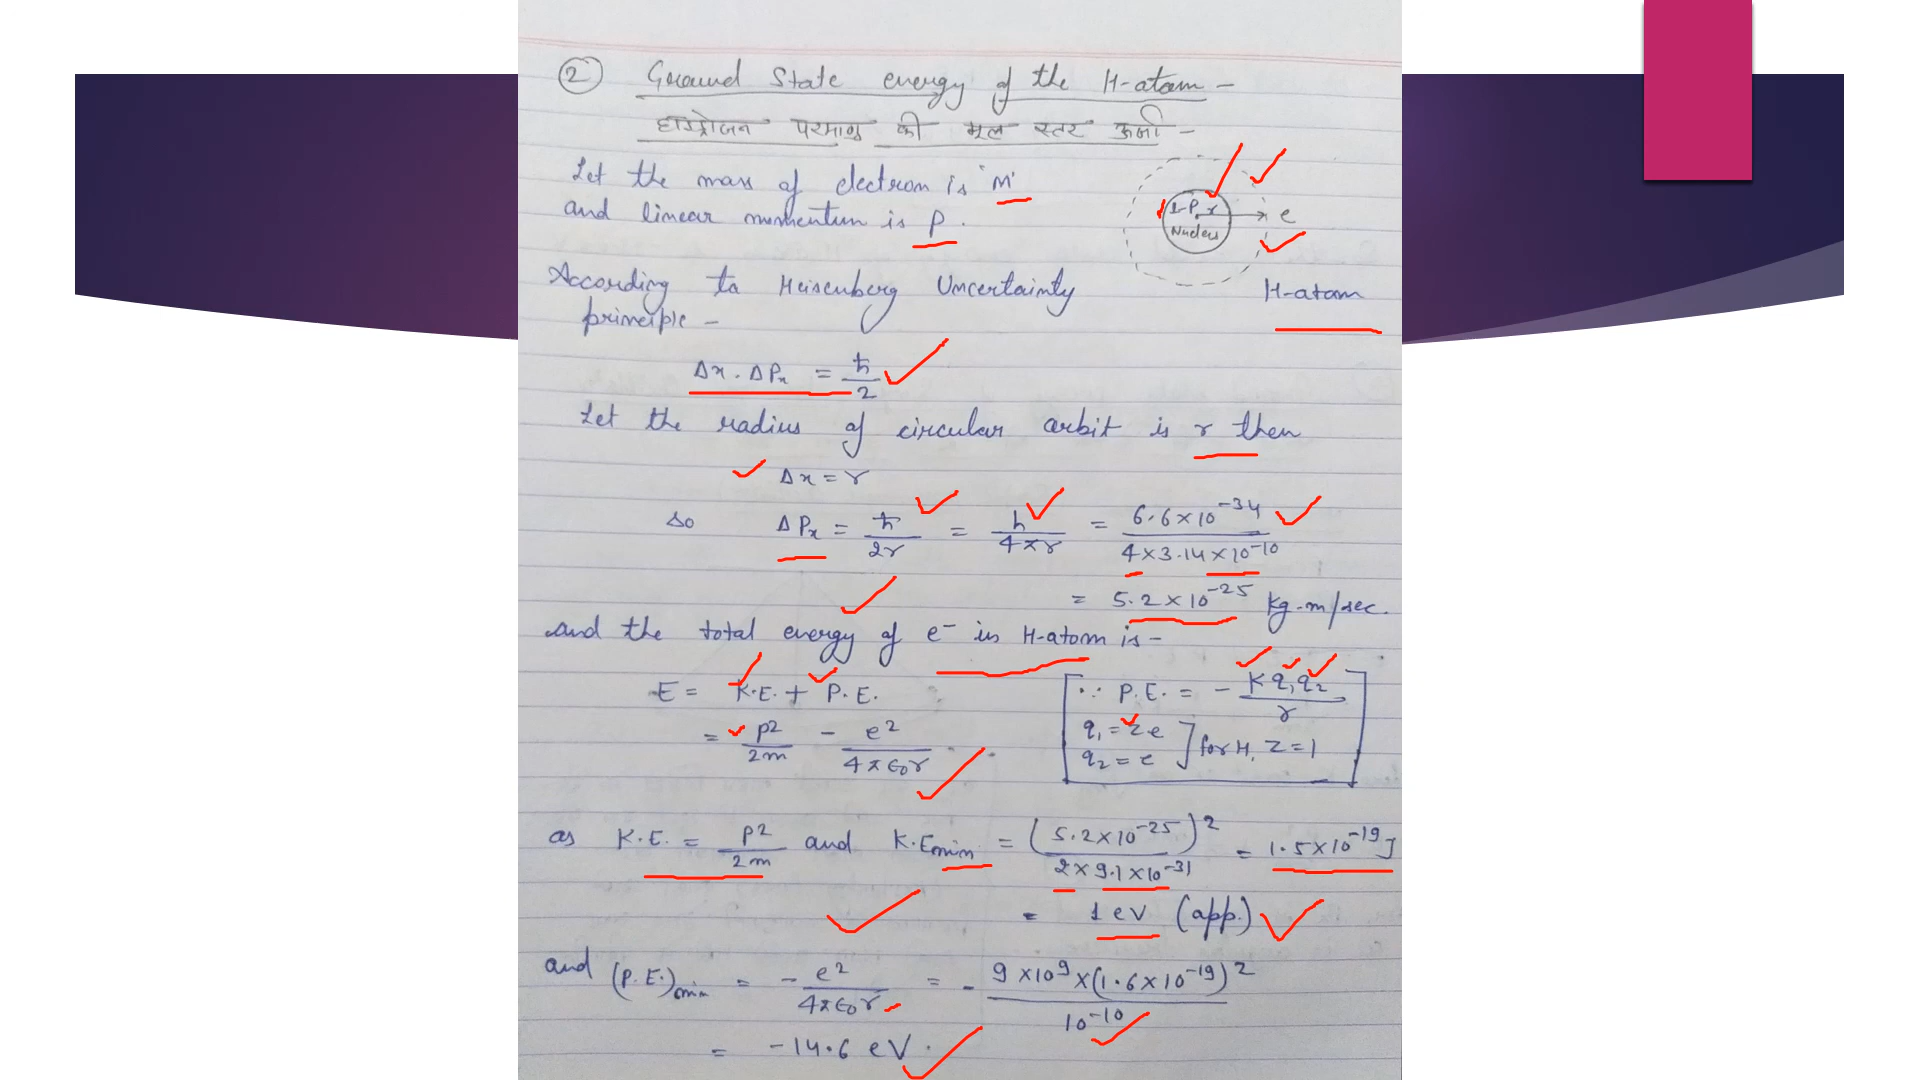 ② Ground State energy of the H-atom -
हाइड्रोजन परमाणु की मूल स्तर ऊर्जा -
Let the mass of electron is 'M'
and linear momentum is P.
1-P, r
Nucleus
e
H-atom
According to Heisenberg Uncertainty
principle -
Δx . ΔPx = ħ/2
Let the radius of circular orbit is r then
Δx = r
so ΔPx = ħ/2r = h/4πr = 6.6×10⁻³⁴/4×3.14×10⁻¹⁰
= 5.2×10⁻²⁵ Kg-m/sec.
and the total energy of e⁻ in H-atom is -
E = K.E. + P.E.
= P²/2m - e²/4πϵ₀r
[∵ P.E. = - Kq₁q₂/r
q₁ = ze
q₂ = e ] for H, Z = 1
as K.E. = P²/2m and K.Emin = (5.2×10⁻²⁵)²/2×9.1×10⁻³¹ = 1.5×10⁻¹⁹J
= 1 eV (app.)
and (P.E.)min = - e²/4πϵ₀r = - 9×10⁹×(1.6×10⁻¹⁹)²/10⁻¹⁰
= -14.6 eV.